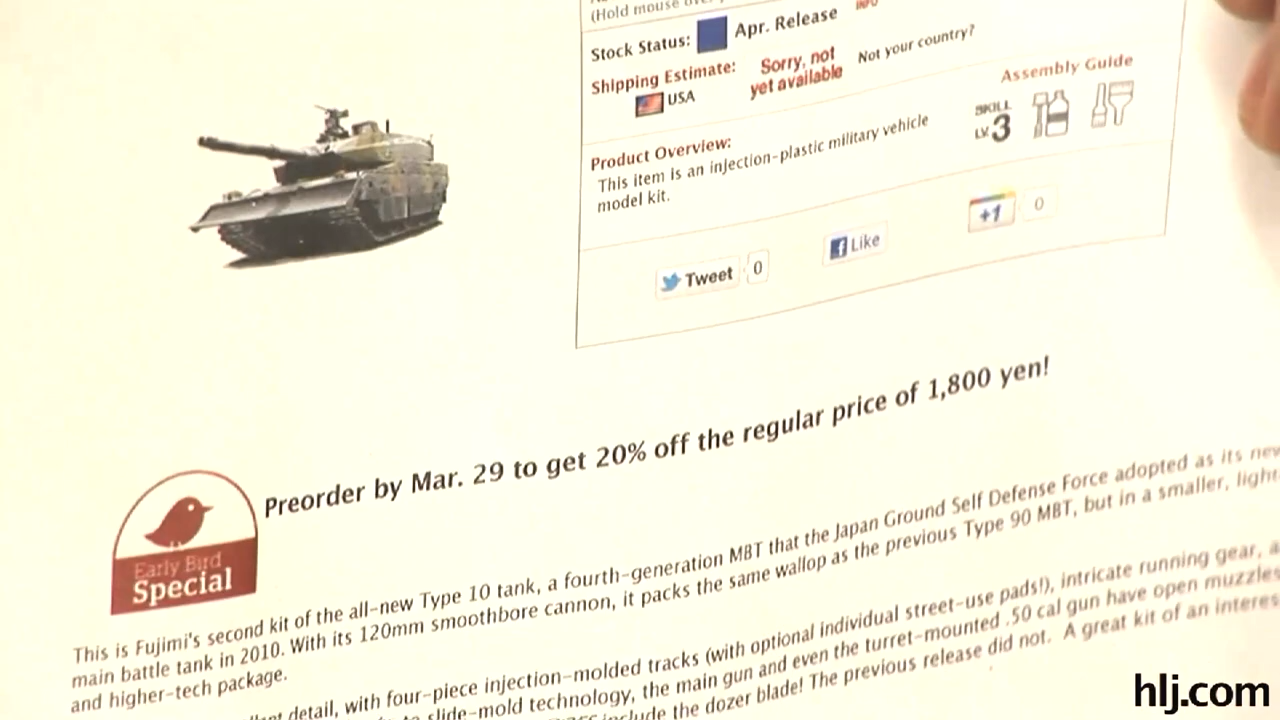 (Hold mouse over
Stock Status: Apr. Release
Shipping Estimate: Sorry, not yet available Not your country?
USA
Assembly Guide
SKILL LV. 3
Product Overview:
This item is an injection-plastic military vehicle
model kit.
Tweet 0 Like +1 0
Preorder by Mar. 29 to get 20% off the regular price of 1,800 yen!
Early Bird
Special
This is Fujimi's second kit of the all-new Type 10 tank, a fourth-generation MBT that the Japan Ground Self Defense Force adopted as its new
main battle tank in 2010. With its 120mm smoothbore cannon, it packs the same wallop as the previous Type 90 MBT, but in a smaller, light
and higher-tech package.
detail, with four-piece injection-molded tracks (with optional individual street-use pads!), intricate running gear,
slide-mold technology, the main gun and even the turret-mounted .50 cal gun have open muzzles
include the dozer blade! The previous release did not. A great kit of an interes
hlj.com